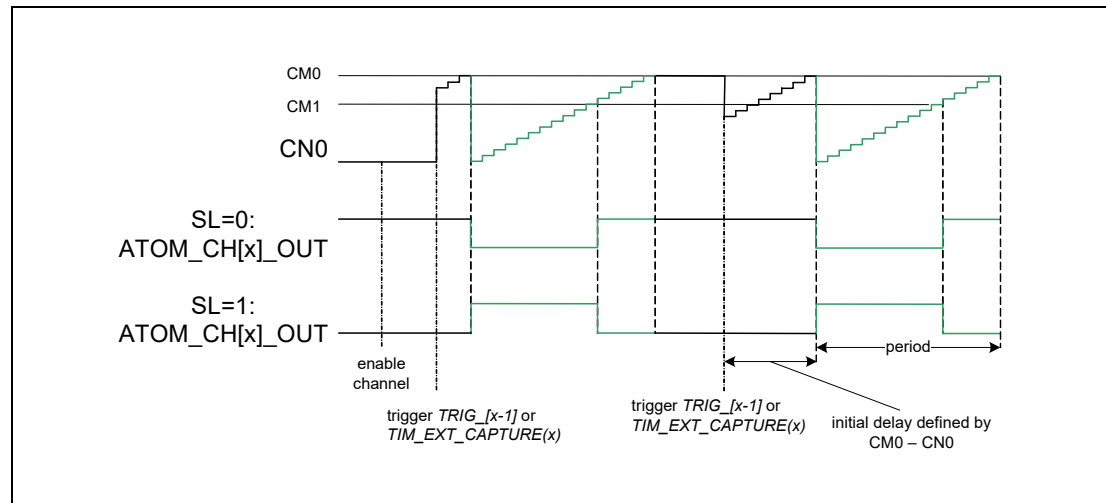 CM0
CM1
CN0
SL=0:
ATOM_CH[x]_OUT
SL=1:
ATOM_CH[x]_OUT
enable
channel
period
trigger TRIG_[x-1] or
TIM_EXT_CAPTURE(x)
trigger TRIG_[x-1] or
TIM_EXT_CAPTURE(x)
initial delay defined by
CM0 – CN0